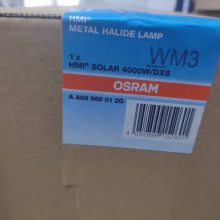 HMI®
METAL HALIDE LAMP
WM3
1 x
HMI® SOLAR 4000W/DXS
OSRAM
A A69 966 01 2G